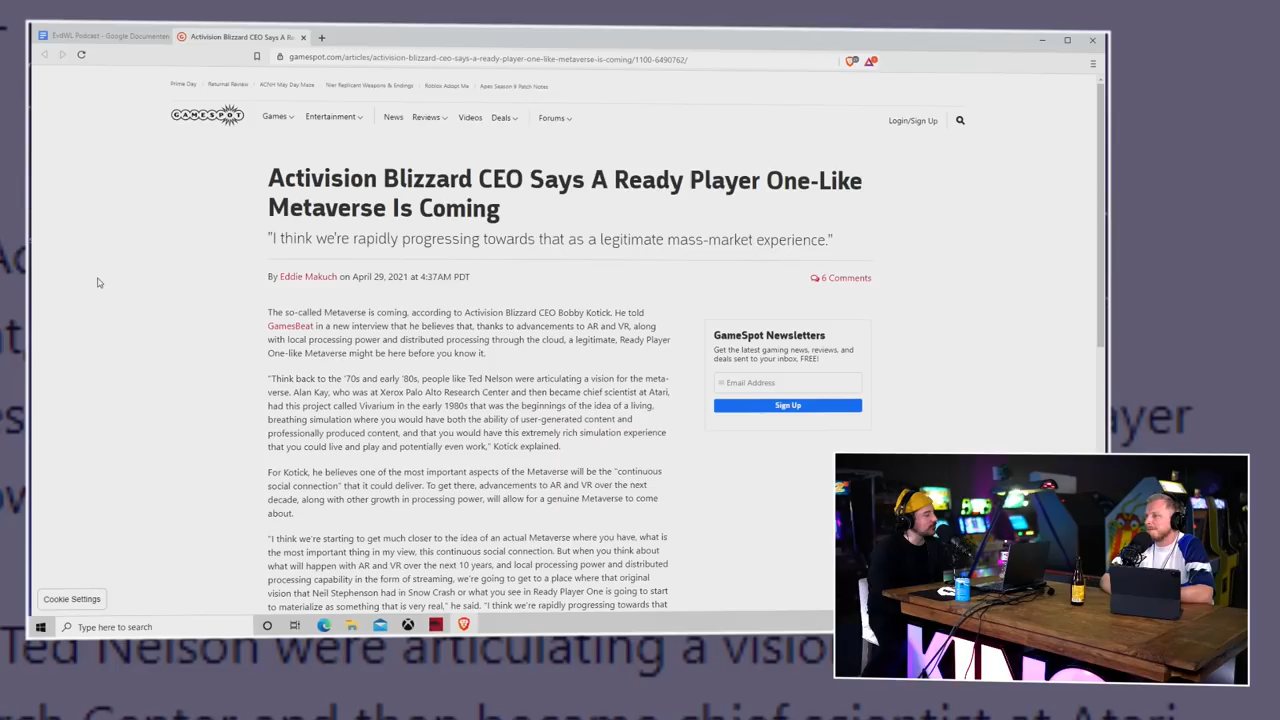 EvdWL Podcast - Google Documenten
Activision Blizzard CEO Says A R
gamespot.com/articles/activision-blizzard-ceo-says-a-ready-player-one-like-metaverse-is-coming/1100-6490762/
Prime Day Returnal Review ACNH May Day Maze Nier Replicant Weapons & Endings Roblox Adopt Me Apex Season 9 Patch Notes
GAMESPOT
Games Entertainment News Reviews Videos Deals Forums Login/Sign Up
Activision Blizzard CEO Says A Ready Player One-Like
Metaverse Is Coming
"I think we're rapidly progressing towards that as a legitimate mass-market experience."
By Eddie Makuch on April 29, 2021 at 4:37AM PDT
6 Comments
The so-called Metaverse is coming, according to Activision Blizzard CEO Bobby Kotick. He told
GamesBeat in a new interview that he believes that, thanks to advancements to AR and VR, along
with local processing power and distributed processing through the cloud, a legitimate, Ready Player
One-like Metaverse might be here before you know it.
"Think back to the '70s and early '80s, people like Ted Nelson were articulating a vision for the meta-
verse. Alan Kay, who was at Xerox Palo Alto Research Center and then became chief scientist at Atari,
had this project called Vivarium in the early 1980s that was the beginnings of the idea of a living,
breathing simulation where you would have both the ability of user-generated content and
professionally produced content, and that you would have this extremely rich simulation experience
that you could live and play and potentially even work," Kotick explained.
For Kotick, he believes one of the most important aspects of the Metaverse will be the "continuous
social connection" that it could deliver. To get there, advancements to AR and VR over the next
decade, along with other growth in processing power, will allow for a genuine Metaverse to come
about.
"I think we're starting to get much closer to the idea of an actual Metaverse where you have, what is
the most important thing in my view, this continuous social connection. But when you think about
what will happen with AR and VR over the next 10 years, and local processing power and distributed
processing capability in the form of streaming, we're going to get to a place where that original
vision that Neil Stephenson had in Snow Crash or what you see in Ready Player One is going to start
to materialize as something that is very real," he said. "I think we're rapidly progressing towards that
GameSpot Newsletters
Get the latest gaming news, reviews, and
deals sent to your inbox, FREE!
Email Address
Sign Up
Cookie Settings
Type here to search
ayer
Ted Nelson were articulating a visio
rch Center and then became chief scientist at Atari
KING